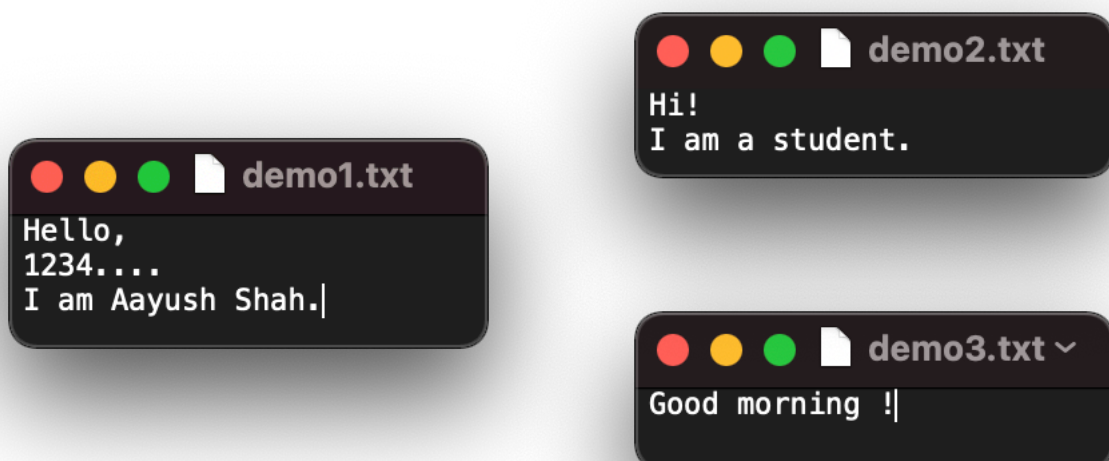 demo1.txt
Hello,
1234....
I am Aayush Shah.
demo2.txt
Hi!
I am a student.
demo3.txt
Good morning !